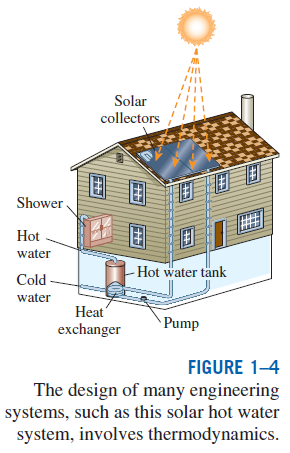 Solar
collectors
Shower
Hot
water
Cold
water
Hot water tank
Heat
exchanger
Pump
FIGURE 1–4
The design of many engineering
systems, such as this solar hot water
system, involves thermodynamics.